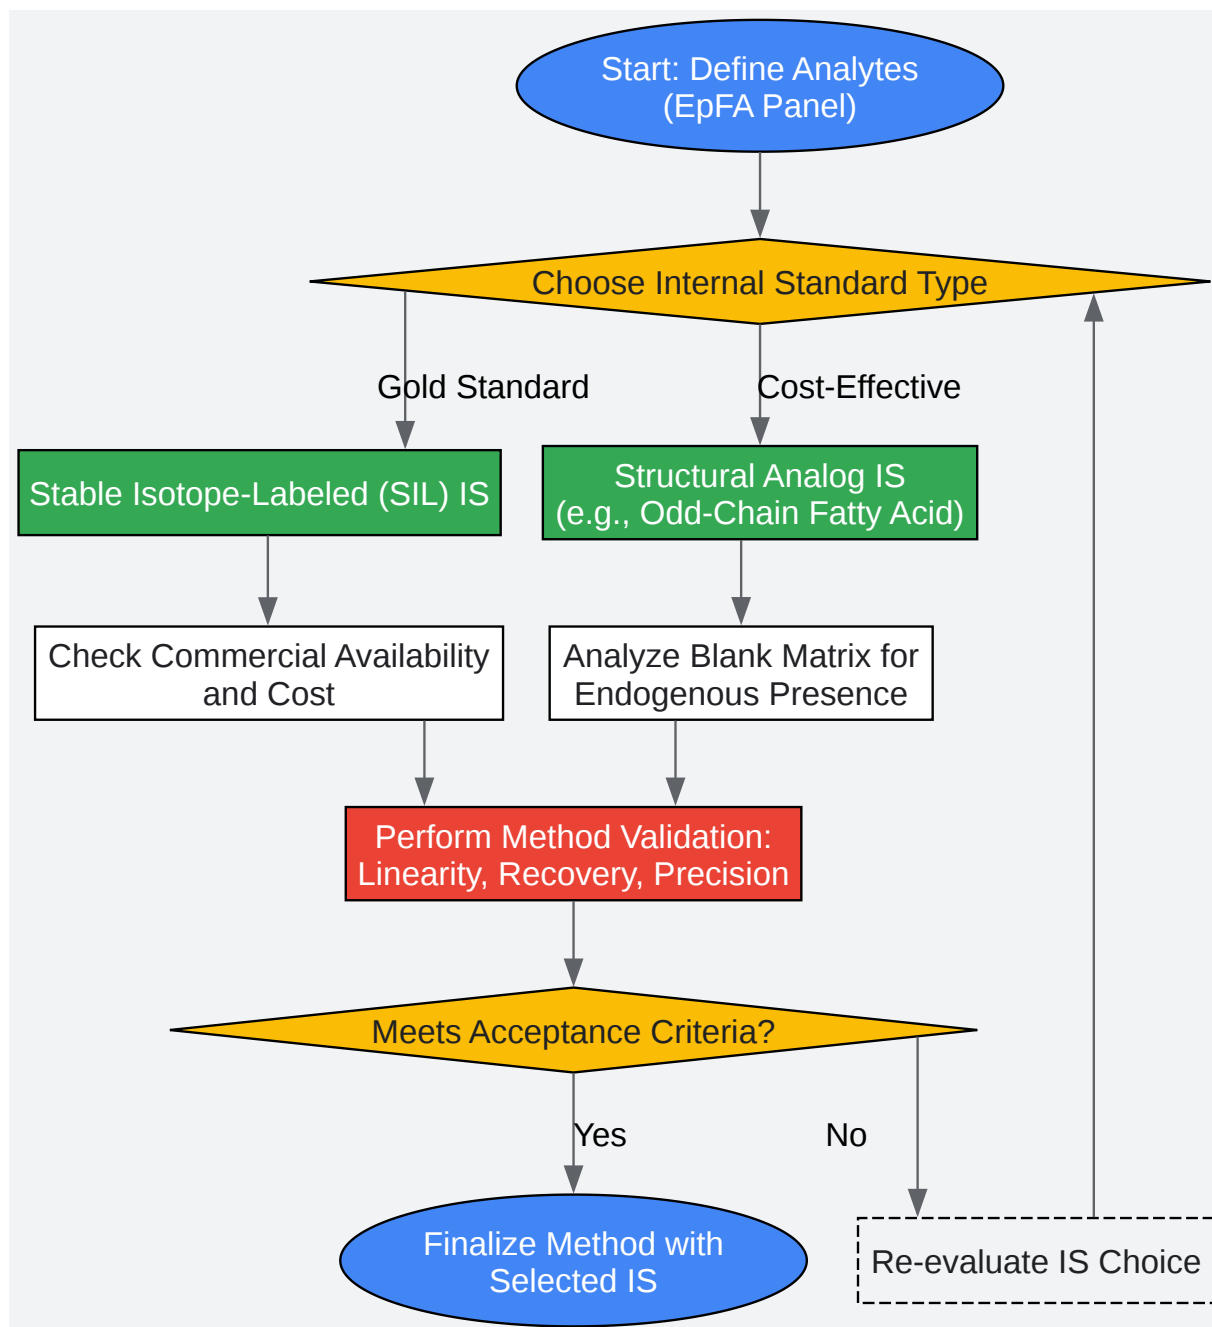 Start: Define Analytes
(EpFA Panel)
Choose Internal Standard Type
Gold Standard
Cost-Effective
Stable Isotope-Labeled (SIL) IS
Structural Analog IS
(e.g., Odd-Chain Fatty Acid)
Check Commercial Availability
and Cost
Analyze Blank Matrix for
Endogenous Presence
Perform Method Validation:
Linearity, Recovery, Precision
Meets Acceptance Criteria?
Yes
No
Finalize Method with
Selected IS
Re-evaluate IS Choice